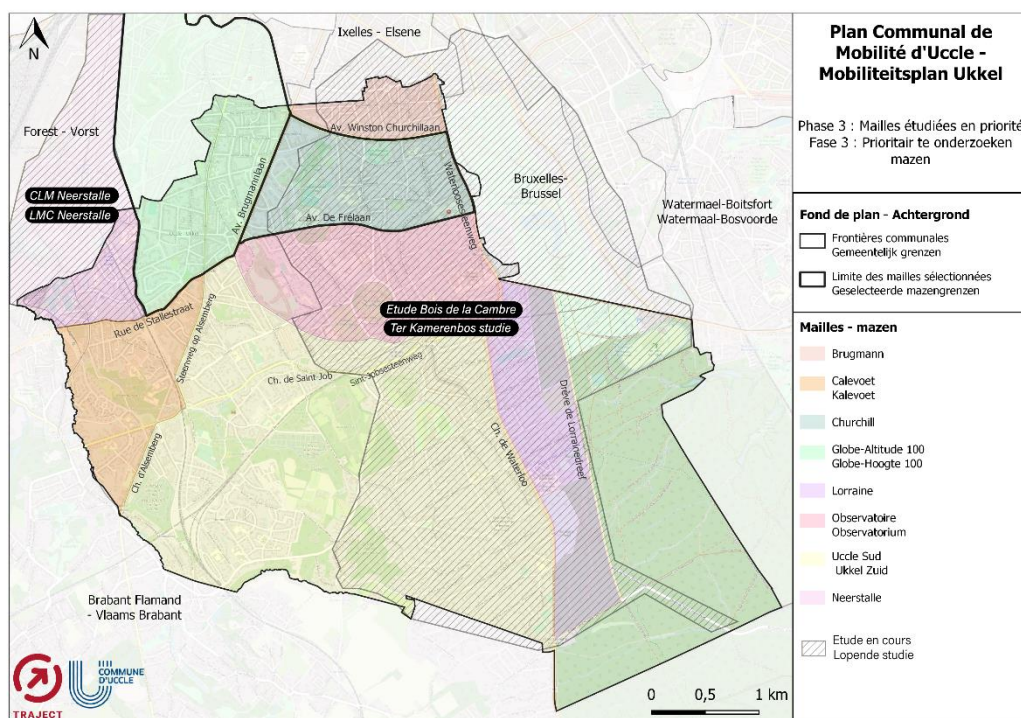 N
Ixelles - Elsene
Forest - Vorst
Av. Winston Churchillaan
CLM Neerstalle
LMC Neerstalle
Av. Brugmannlaan
Waterloosesteenweg
Bruxelles-
Brussel
Watermael-Boitsfort
Watermaal-Bosvoorde
Av. De Frélaan
Etude Bois de la Cambre
Ter Kamerenbos studie
Rue de Stallestraat
Steenweg op Alsemberg
Ch. de Saint-Job
Sint-Jobsesteenweg
Drève de Lorrainedreef
Ch. de Waterloo
Ch. d'Alsemberg
Brabant Flamand
- Vlaams Brabant
TRAJECT
COMMUNE
D'UCCLE
0 0,5 1 km
Plan Communal de
Mobilité d'Uccle -
Mobiliteitsplan Ukkel
Phase 3 : Mailles étudiées en priorité
Fase 3 : Prioritair te onderzoeken
mazen
Fond de plan - Achtergrond
Frontières communales
Gemeentelijk grenzen
Limite des mailles sélectionnées
Geselecteerde mazengrenzen
Mailles - mazen
Brugmann
Calevoet
Kalevoet
Churchill
Globe-Altitude 100
Globe-Hoogte 100
Lorraine
Observatoire
Observatorium
Uccle Sud
Ukkel Zuid
Neerstalle
Etude en cours
Lopende studie